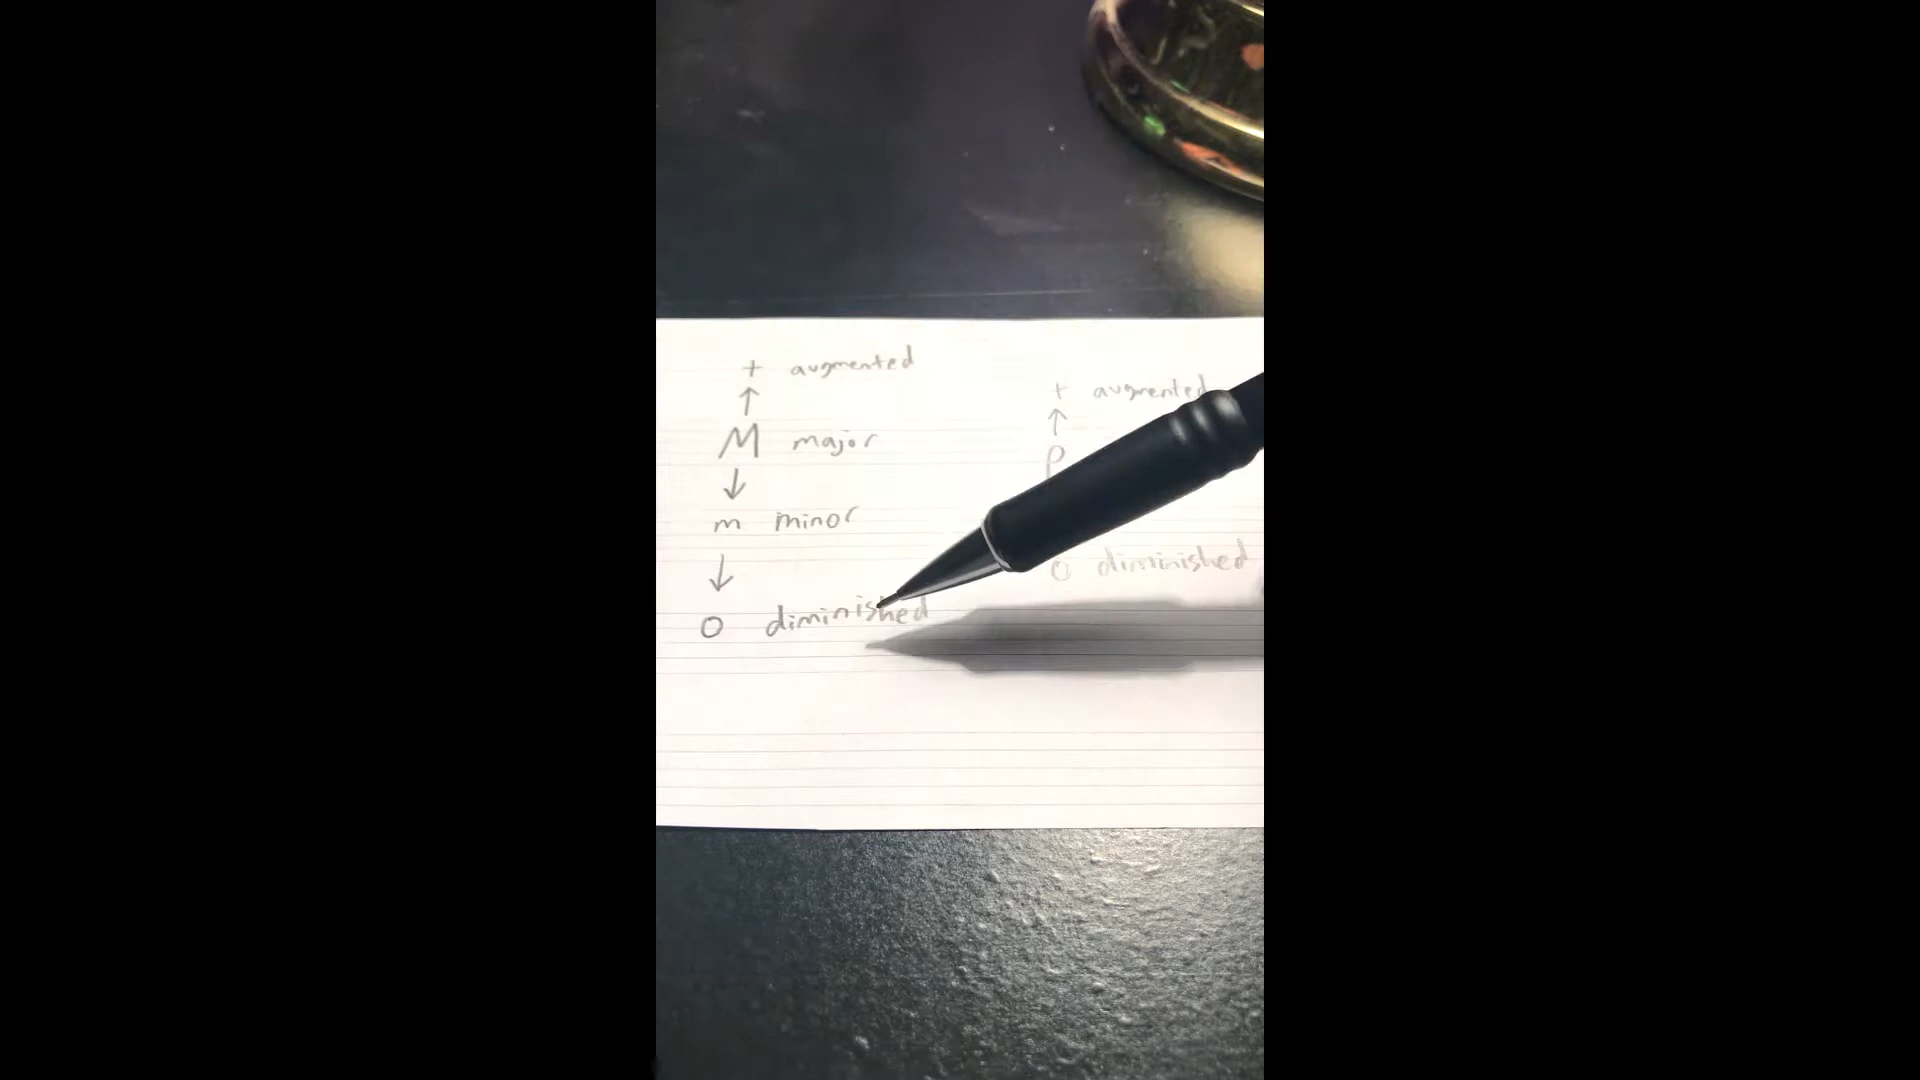 + augmented
↑
M major
↓
m minor
↓
o diminished
+ augmented
↑
P
o diminished